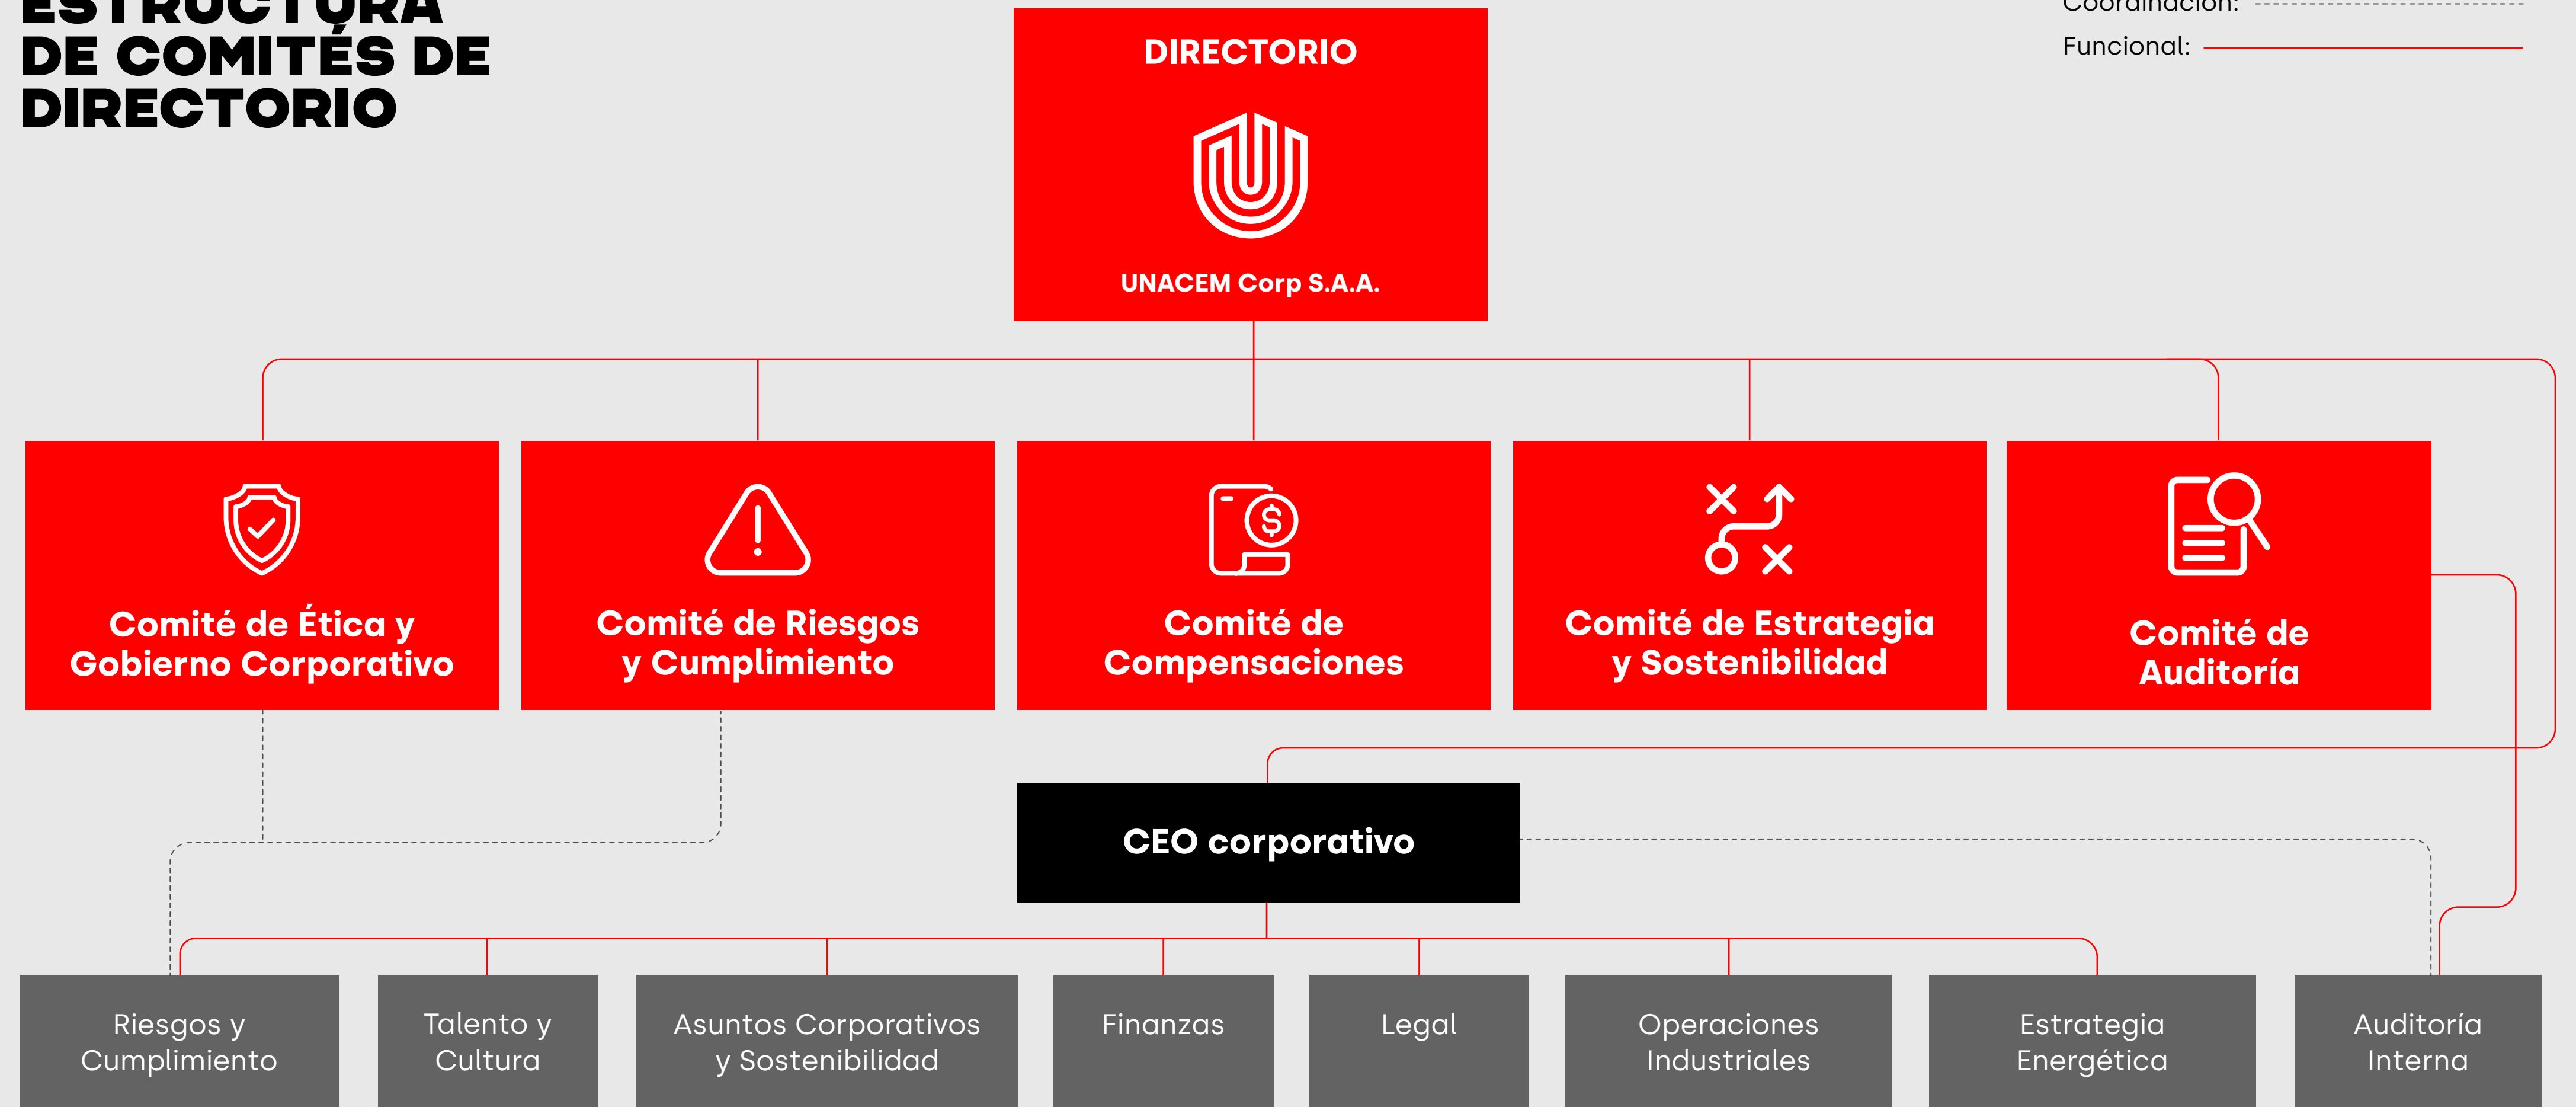 ESTRUCTURA
DE COMITÉS DE
DIRECTORIO
Coordinación:
Funcional:
DIRECTORIO
UNACEM Corp S.A.A.
Comité de Ética y
Gobierno Corporativo
Comité de Riesgos
y Cumplimiento
Comité de
Compensaciones
Comité de Estrategia
y Sostenibilidad
Comité de
Auditoría
CEO corporativo
Riesgos y
Cumplimiento
Talento y
Cultura
Asuntos Corporativos
y Sostenibilidad
Finanzas
Legal
Operaciones
Industriales
Estrategia
Energética
Auditoría
Interna